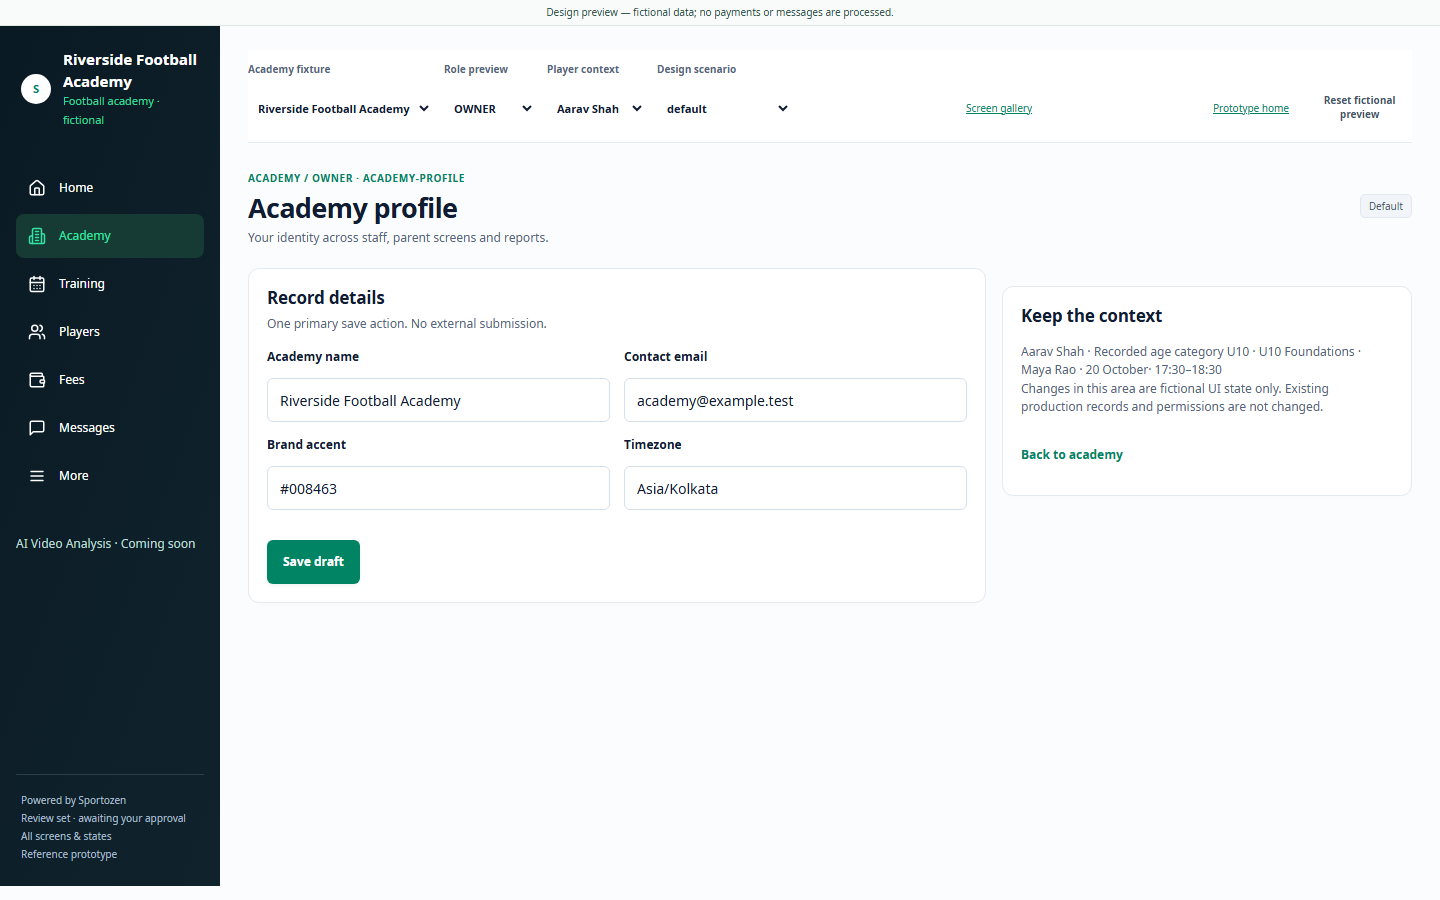 Design preview — fictional data; no payments or messages are processed.
S
Riverside Football
Academy
Football academy ·
fictional
Home
Academy
Training
Players
Fees
Messages
More
AI Video Analysis · Coming soon
Powered by Sportozen
Review set · awaiting your approval
All screens & states
Reference prototype
Academy fixture
Role preview
Player context
Design scenario
Riverside Football Academy
OWNER
Aarav Shah
default
Screen gallery
Prototype home
Reset fictional
preview
ACADEMY / OWNER · ACADEMY-PROFILE
Academy profile
Your identity across staff, parent screens and reports.
Default
Record details
One primary save action. No external submission.
Academy name
Contact email
Riverside Football Academy
academy@example.test
Brand accent
Timezone
#008463
Asia/Kolkata
Save draft
Keep the context
Aarav Shah · Recorded age category U10 · U10 Foundations ·
Maya Rao · 20 October· 17:30–18:30
Changes in this area are fictional UI state only. Existing
production records and permissions are not changed.
Back to academy